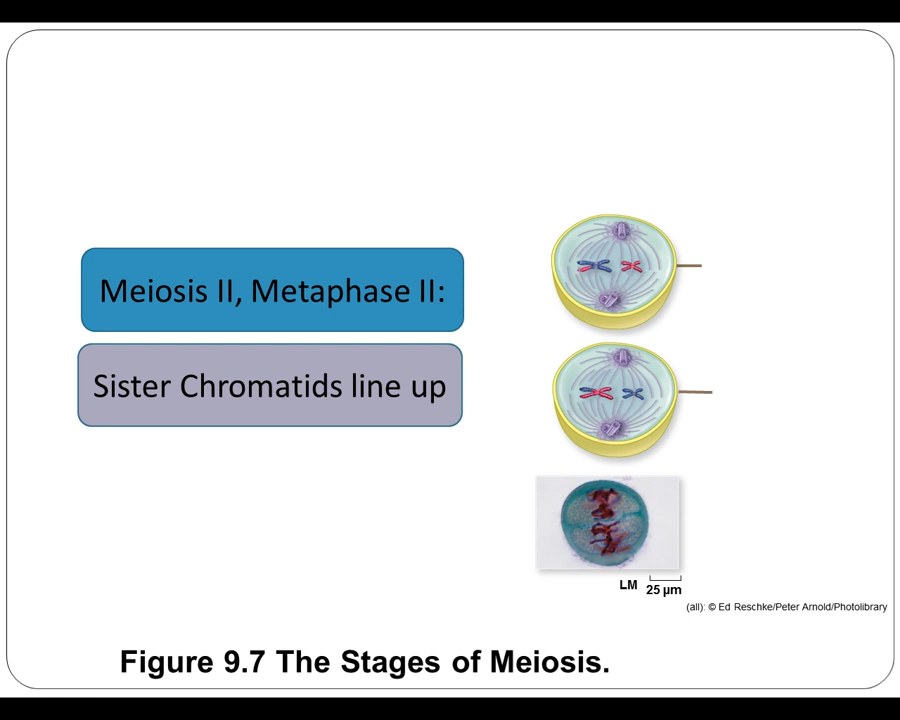 Meiosis II, Metaphase II:
Sister Chromatids line up
LM
25 µm
(all): © Ed Reschke/Peter Arnold/Photolibrary
Figure 9.7 The Stages of Meiosis.